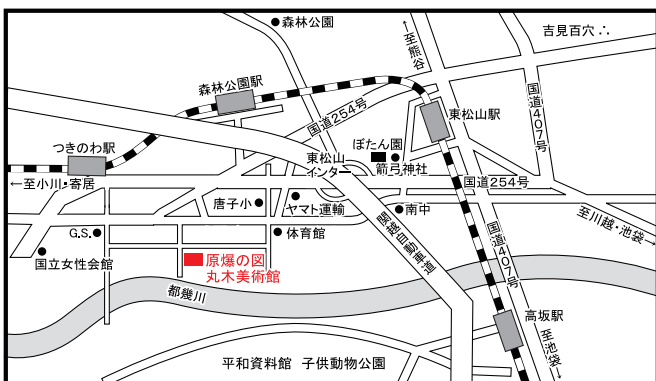 森林公園
←至熊谷
吉見百穴 ∴
森林公園駅
国道254号
国道407号
東松山駅
つきのわ駅
ぼたん園
東松山
インター
箭弓神社
←至小川・寄居
国道254号
唐子小
ヤマト運輸
南中
至川越・池袋→
G.S.
体育館
関越自動車道
国立女性会館
原爆の図
丸木美術館
国道407号
都幾川
高坂駅
至池袋→
平和資料館 子供動物公園